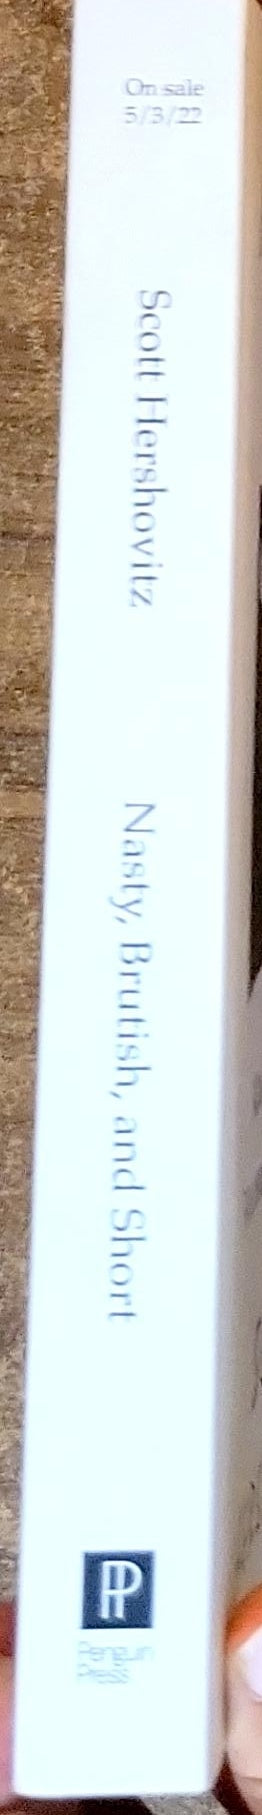 On sale
5/3/22
Scott Hershovitz
Nasty, Brutish, and Short
Penguin
Press